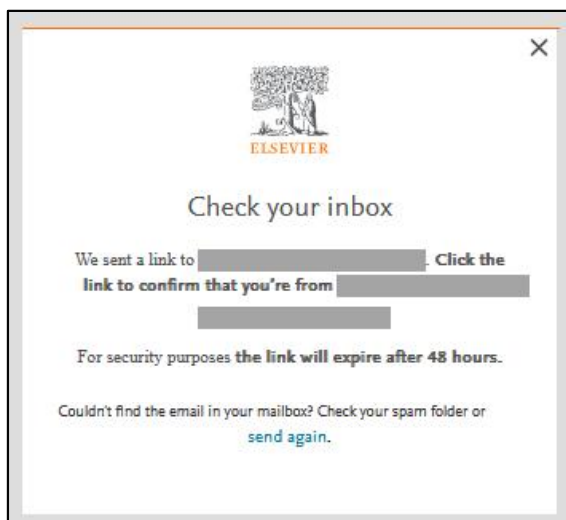 ELSEVIER
Check your inbox
We sent a link to . Click the
link to confirm that you're from
For security purposes the link will expire after 48 hours.
Couldn't find the email in your mailbox? Check your spam folder or
send again.